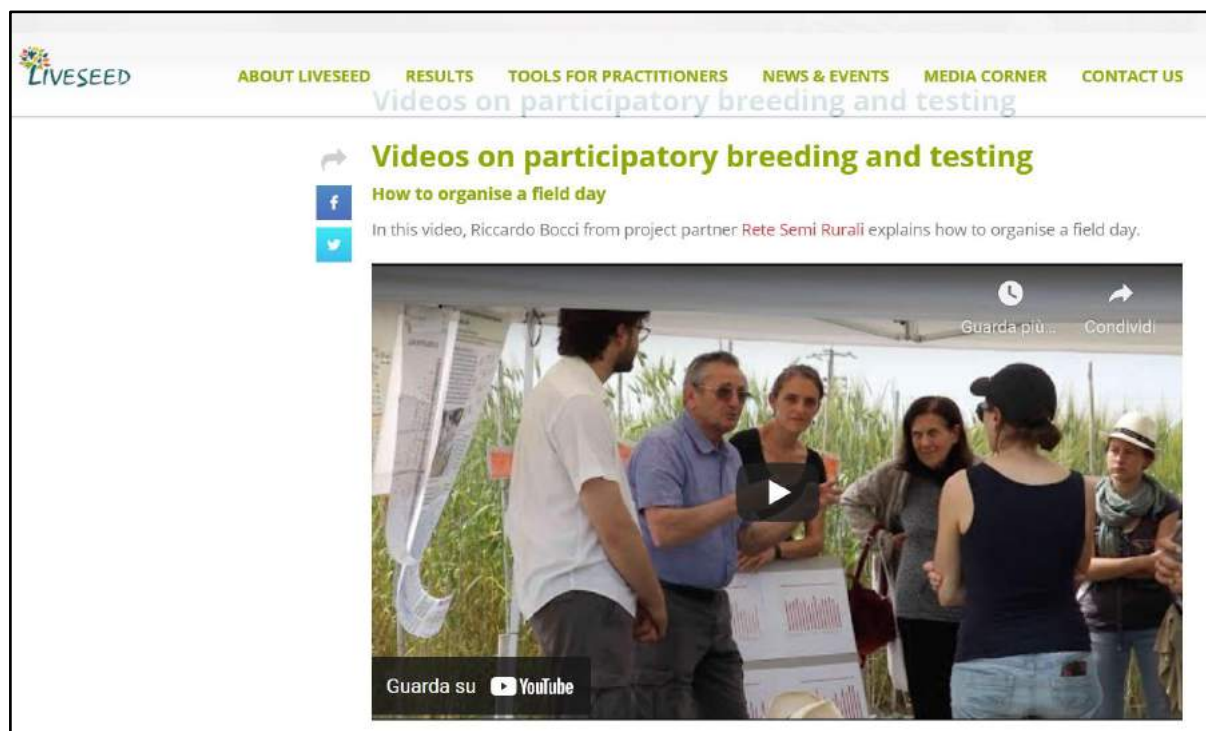 LIVESEED
ABOUT LIVESEED RESULTS TOOLS FOR PRACTITIONERS NEWS & EVENTS MEDIA CORNER CONTACT US
Videos on participatory breeding and testing
Videos on participatory breeding and testing
How to organise a field day
In this video, Riccardo Bocci from project partner Rete Semi Rurali explains how to organise a field day.
Guarda più... Condividi
Guarda su YouTube